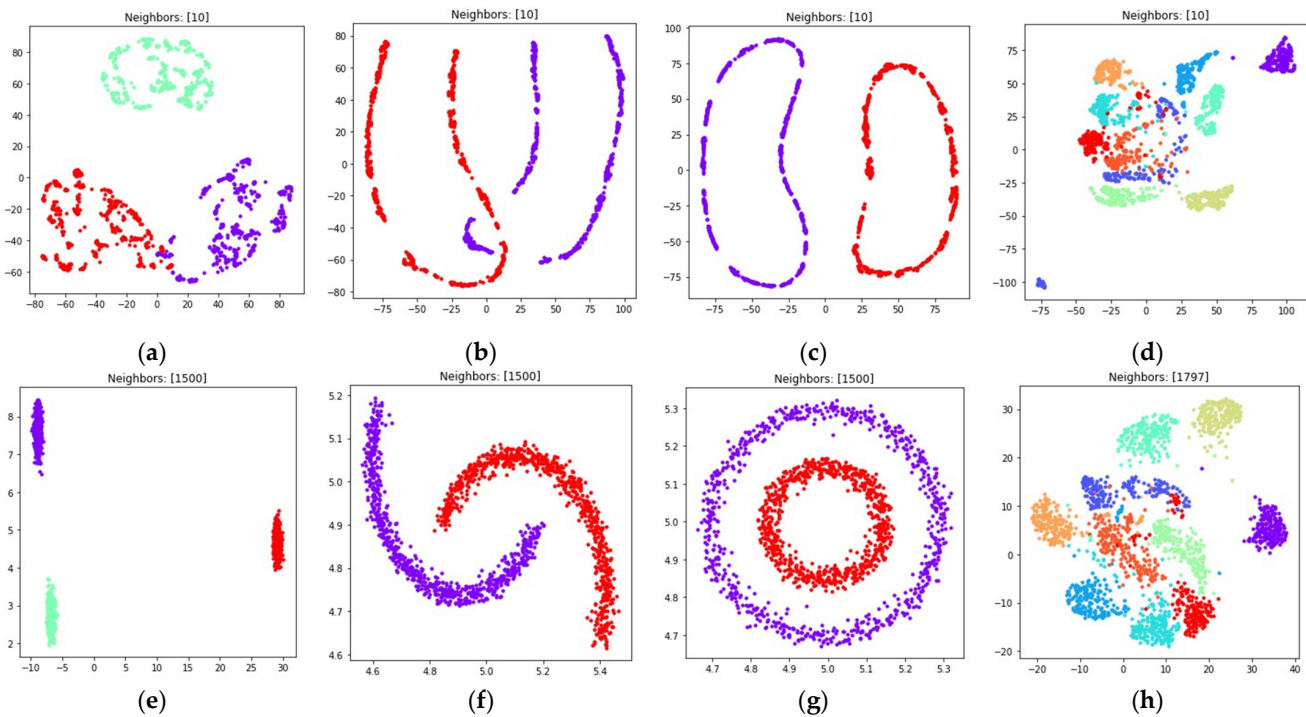 Neighbors: [10]
80
60
40
20
0
−20
−40
−60
−80 −60 −40 −20 0 20 40 60 80
(a)
Neighbors: [10]
80
60
40
20
0
−20
−40
−60
−80
−75 −50 −25 0 25 50 75 100
(b)
Neighbors: [10]
100
75
50
25
0
−25
−50
−75
−75 −50 −25 0 25 50 75
(c)
Neighbors: [10]
75
50
25
0
−25
−50
−75
−100
−75 −50 −25 0 25 50 75 100
(d)
Neighbors: [1500]
8
7
6
5
4
3
2
−10 −5 0 5 10 15 20 25 30
(e)
Neighbors: [1500]
5.2
5.1
5.0
4.9
4.8
4.7
4.6
4.6 4.8 5.0 5.2 5.4
(f)
Neighbors: [1500]
5.3
5.2
5.1
5.0
4.9
4.8
4.7
4.7 4.8 4.9 5.0 5.1 5.2 5.3
(g)
Neighbors: [1797]
30
20
10
0
−10
−20
−20 −10 0 10 20 30 40
(h)